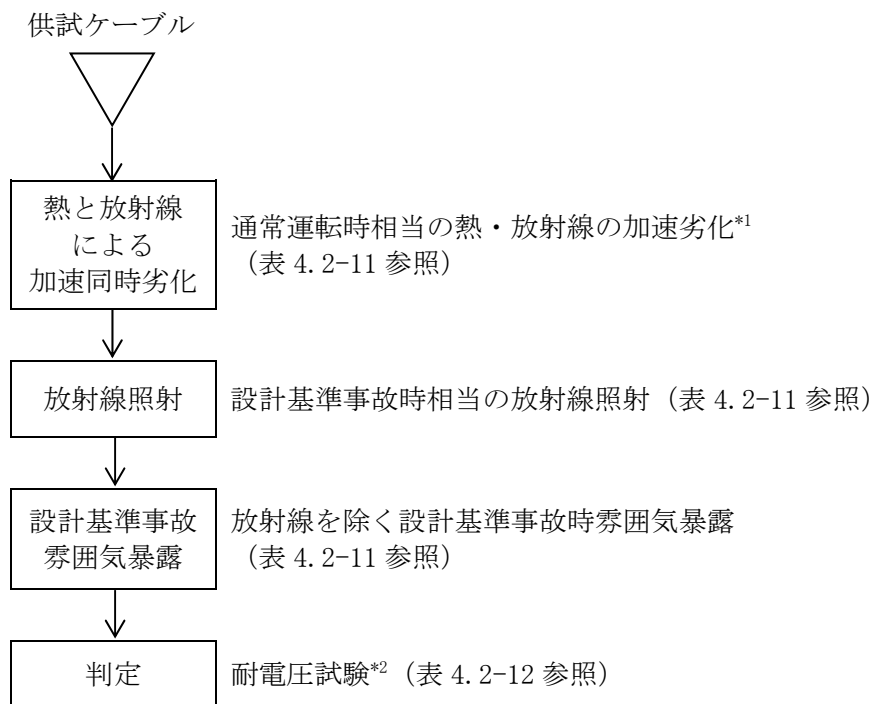 供試ケーブル
熱と放射線
による
加速同時劣化
通常運転時相当の熱・放射線の加速劣化*1
（表 4.2-11 参照）
放射線照射
設計基準事故時相当の放射線照射（表 4.2-11 参照）
設計基準事故
雰囲気暴露
放射線を除く設計基準事故時雰囲気暴露
（表 4.2-11 参照）
判定
耐電圧試験*2（表 4.2-12 参照）